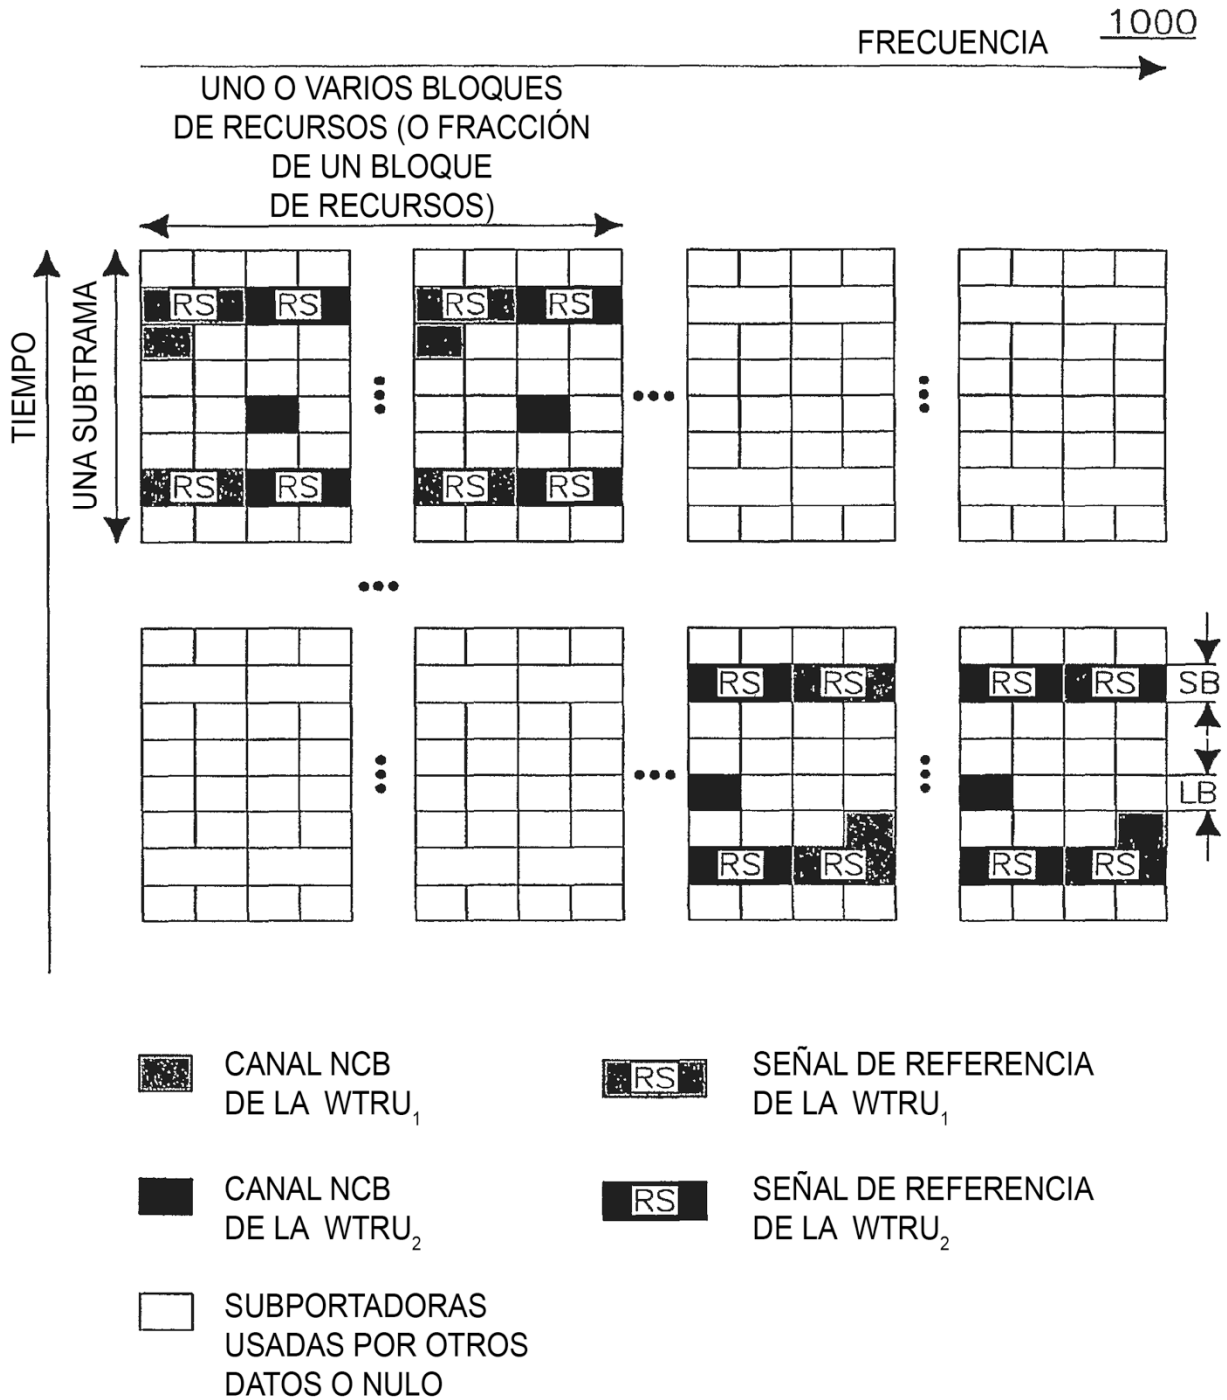 1000
FRECUENCIA
UNO O VARIOS BLOQUES
DE RECURSOS (O FRACCIÓN
DE UN BLOQUE
DE RECURSOS)
TIEMPO
UNA SUBTRAMA
RS RS RS RS
RS RS RS RS
RS RS RS RS
SB
LB
RS RS RS RS
CANAL NCB
DE LA WTRU₁
SEÑAL DE REFERENCIA
DE LA WTRU₁
RS
CANAL NCB
DE LA WTRU₂
SEÑAL DE REFERENCIA
DE LA WTRU₂
RS
SUBPORTADORAS
USADAS POR OTROS
DATOS O NULO